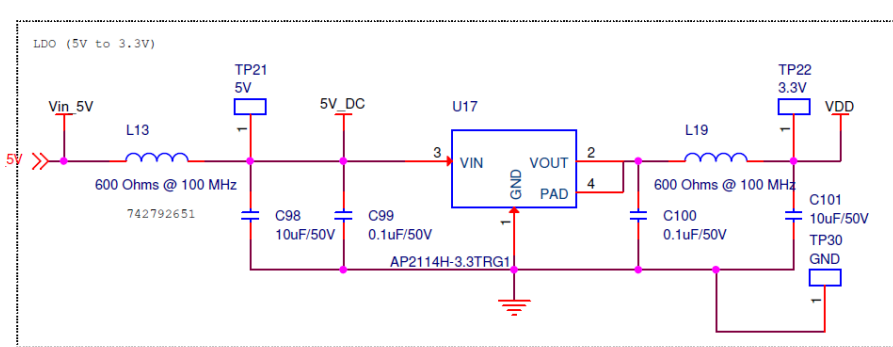 LDO (5V to 3.3V)
TP21
5V
TP22
3.3V
Vin_5V
5V_DC
U17
VDD
L13
L19
1
1
5V
3
VIN
VOUT
2
PAD
4
GND
1
600 Ohms @ 100 MHz
600 Ohms @ 100 MHz
742792651
C98
10uF/50V
C99
0.1uF/50V
C100
0.1uF/50V
C101
10uF/50V
TP30
GND
AP2114H-3.3TRG1
1